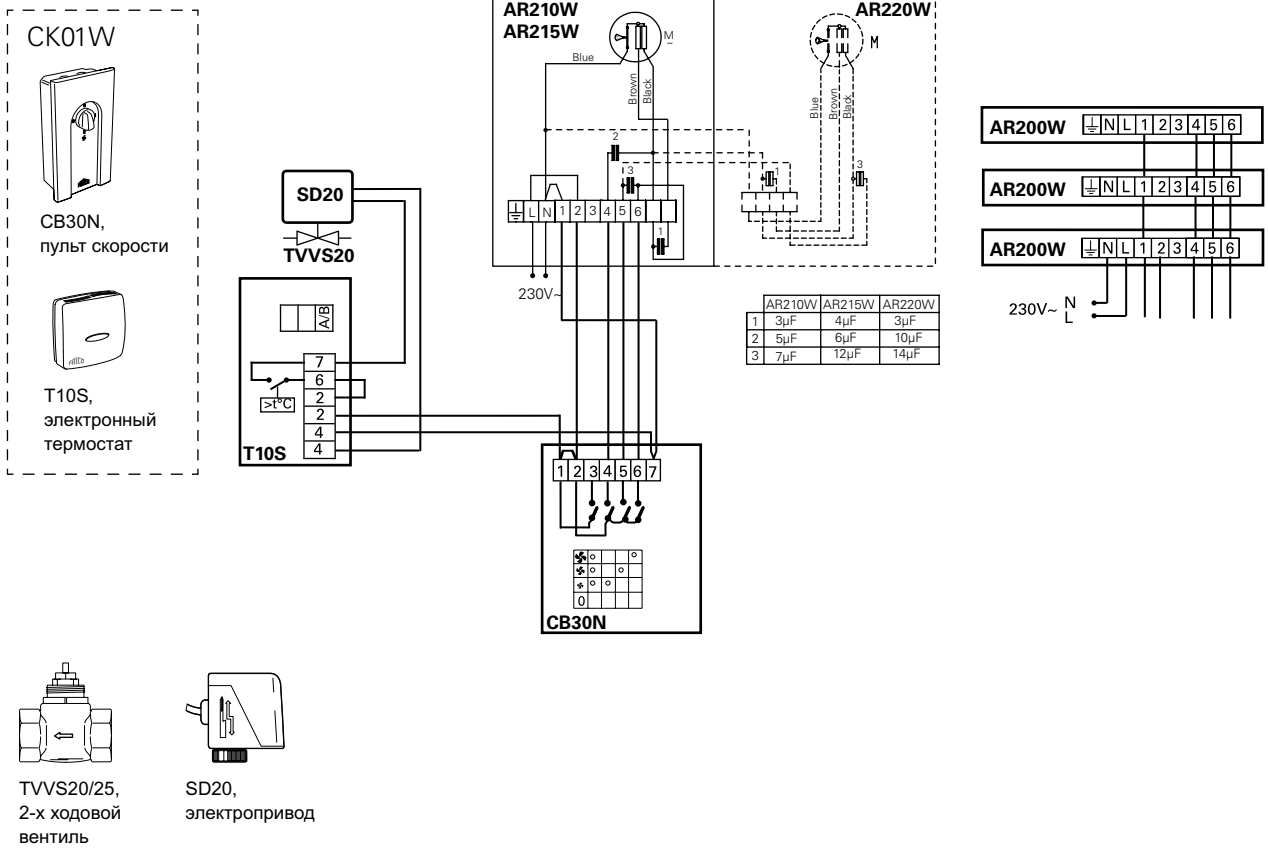 CK01W
CB30N,
пульт скорости
FRICO
T10S,
электронный
термостат
SD20
TVVS20
A/B
7
6
2
2
4
4
>t°C
T10S
AR210W
AR215W
M
~
Blue
Brown
Black
2
3
L N 1 2 3 4 5 6
1
230V~
AR220W
M
Blue
Brown
Black
1
3
AR210W AR215W AR220W
1 3µF 4µF 3µF
2 5µF 6µF 10µF
3 7µF 12µF 14µF
1 2 3 4 5 6 7
0
CB30N
AR200W N L 1 2 3 4 5 6
AR200W N L 1 2 3 4 5 6
AR200W N L 1 2 3 4 5 6
230V~ N
L
TVVS20/25,
2-х ходовой
вентиль
SD20,
электропривод